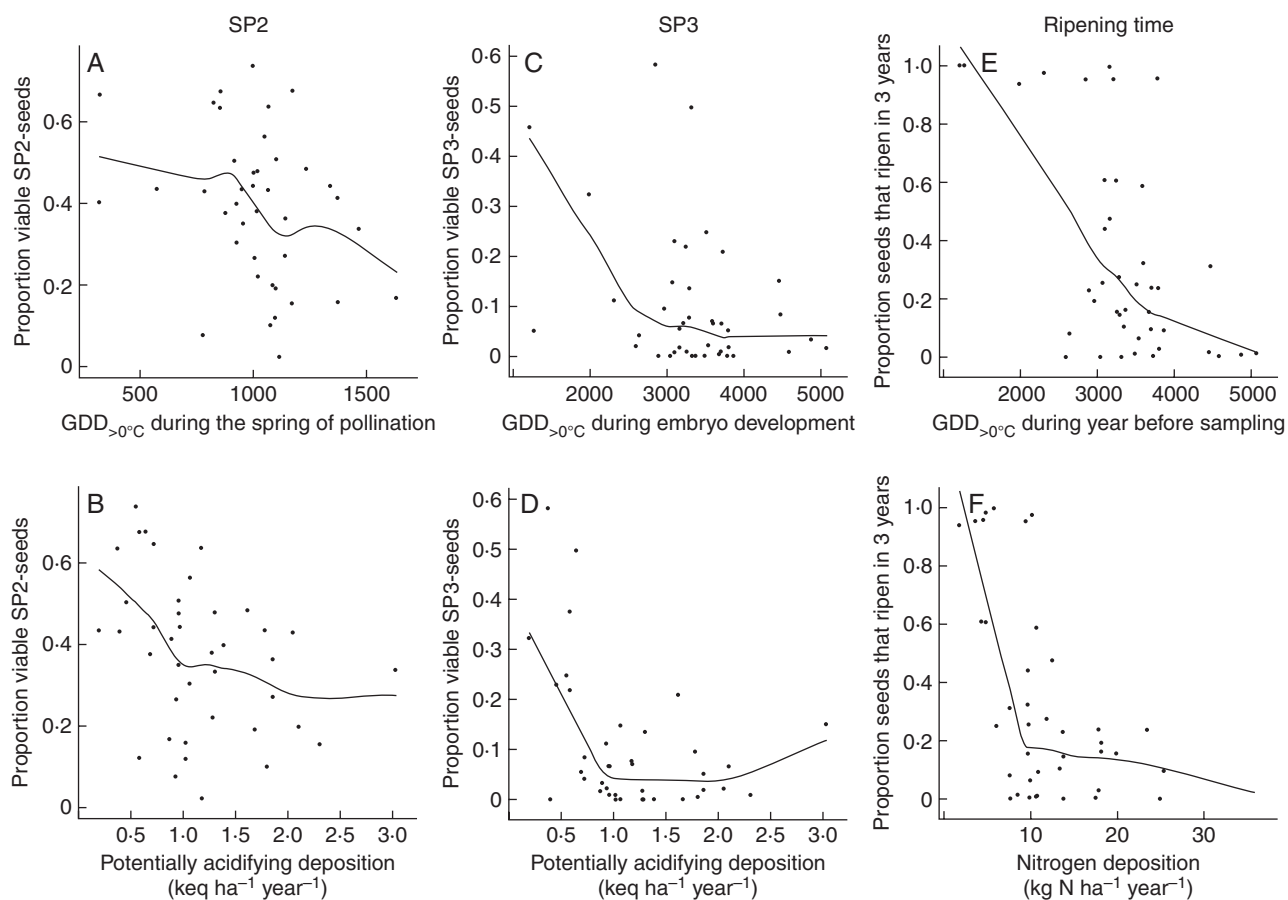 SP2
SP3
Ripening time
A
Proportion viable SP2-seeds
0·6
0·4
0·2
0
500
1000
1500
GDD>0°C during the spring of pollination
C
Proportion viable SP3-seeds
0·6
0·5
0·4
0·3
0·2
0·1
0
2000
3000
4000
5000
GDD>0°C during embryo development
E
Proportion seeds that ripen in 3 years
1·0
0·8
0·6
0·4
0·2
0
2000
3000
4000
5000
GDD>0°C during year before sampling
B
Proportion viable SP2-seeds
0·6
0·4
0·2
0
0·5
1·0
1·5
2·0
2·5
3·0
Potentially acidifying deposition
(keq ha⁻¹ year⁻¹)
D
Proportion viable SP3-seeds
0·6
0·5
0·4
0·3
0·2
0·1
0
0·5
1·0
1·5
2·0
2·5
3·0
Potentially acidifying deposition
(keq ha⁻¹ year⁻¹)
F
Proportion seeds that ripen in 3 years
1·0
0·8
0·6
0·4
0·2
0
10
20
30
Nitrogen deposition
(kg N ha⁻¹ year⁻¹)